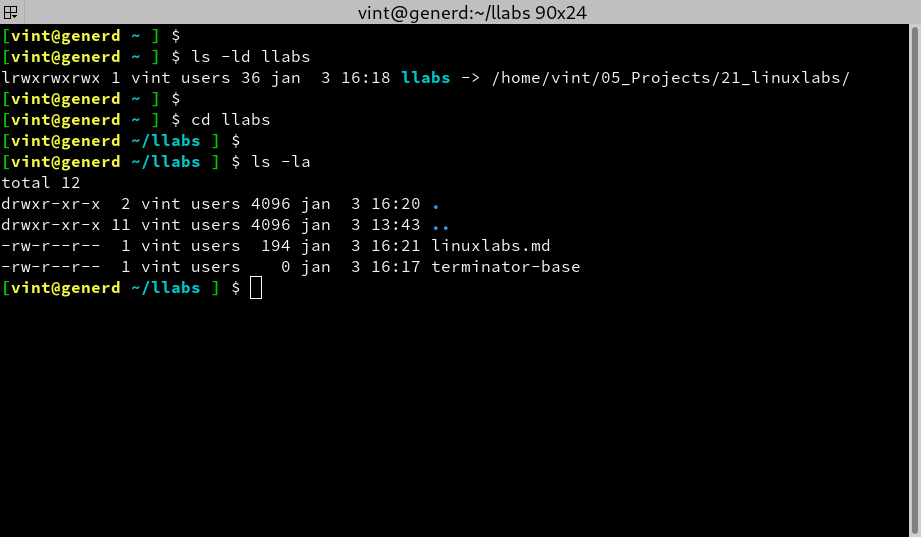 vint@generd:~/llabs 90x24
[vint@generd ~ ] $
[vint@generd ~ ] $ ls -ld llabs
lrwxrwxrwx 1 vint users 36 jan  3 16:18 llabs -> /home/vint/05_Projects/21_linuxlabs/
[vint@generd ~ ] $
[vint@generd ~ ] $ cd llabs
[vint@generd ~/llabs ] $
[vint@generd ~/llabs ] $ ls -la
total 12
drwxr-xr-x  2 vint users 4096 jan  3 16:20 .
drwxr-xr-x 11 vint users 4096 jan  3 13:43 ..
-rw-r--r--  1 vint users  194 jan  3 16:21 linuxlabs.md
-rw-r--r--  1 vint users    0 jan  3 16:17 terminator-base
[vint@generd ~/llabs ] $